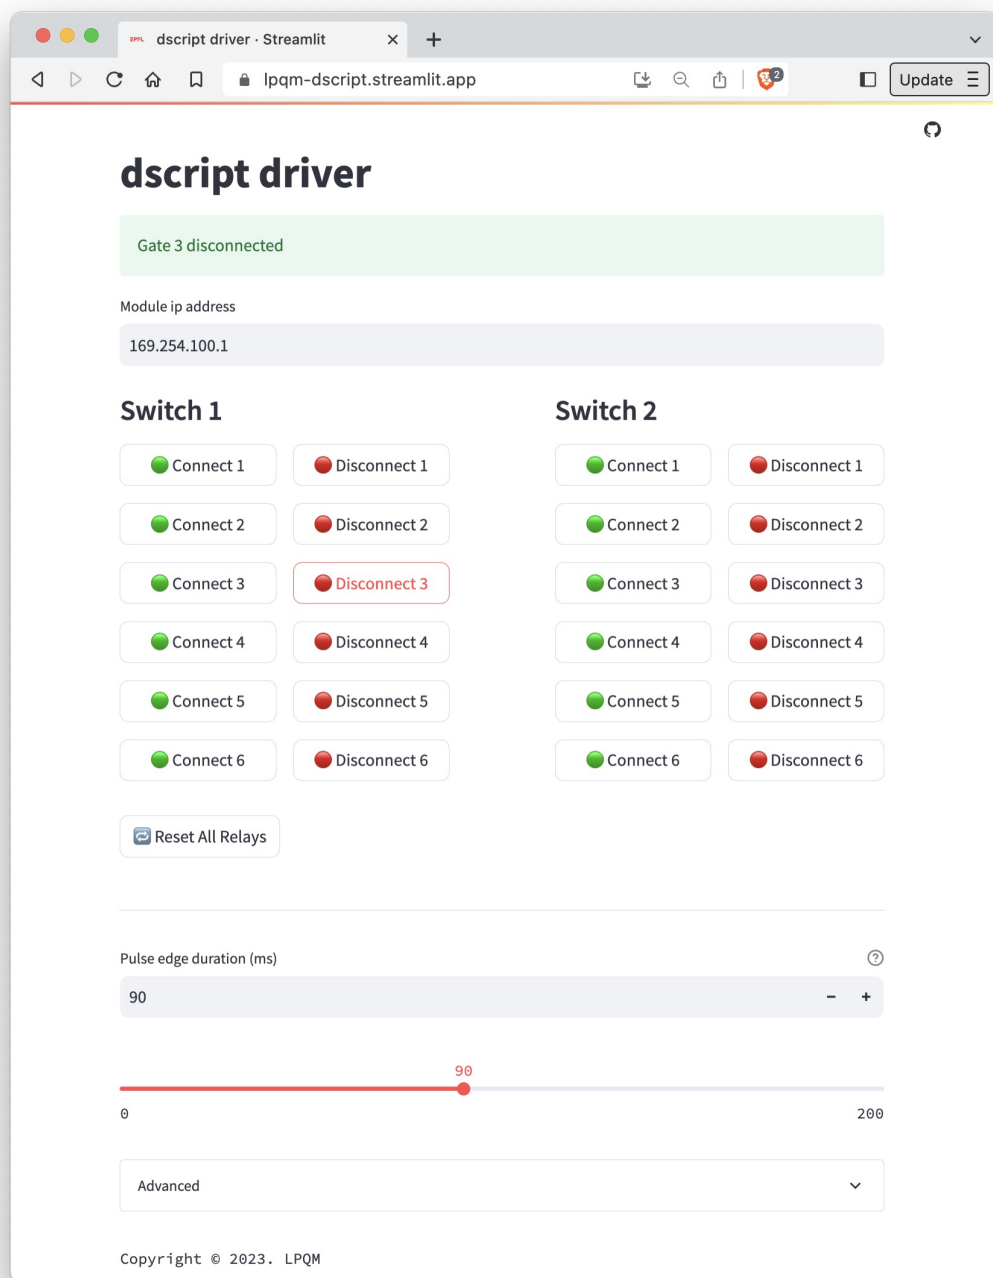 EPFL dscript driver · Streamlit
lpqm-dscript.streamlit.app 2 Update
dscript driver
Gate 3 disconnected
Module ip address
169.254.100.1
Switch 1 Switch 2
Connect 1 Disconnect 1 Connect 1 Disconnect 1
Connect 2 Disconnect 2 Connect 2 Disconnect 2
Connect 3 Disconnect 3 Connect 3 Disconnect 3
Connect 4 Disconnect 4 Connect 4 Disconnect 4
Connect 5 Disconnect 5 Connect 5 Disconnect 5
Connect 6 Disconnect 6 Connect 6 Disconnect 6
Reset All Relays
Pulse edge duration (ms)
90
90
0 200
Advanced
Copyright © 2023. LPQM